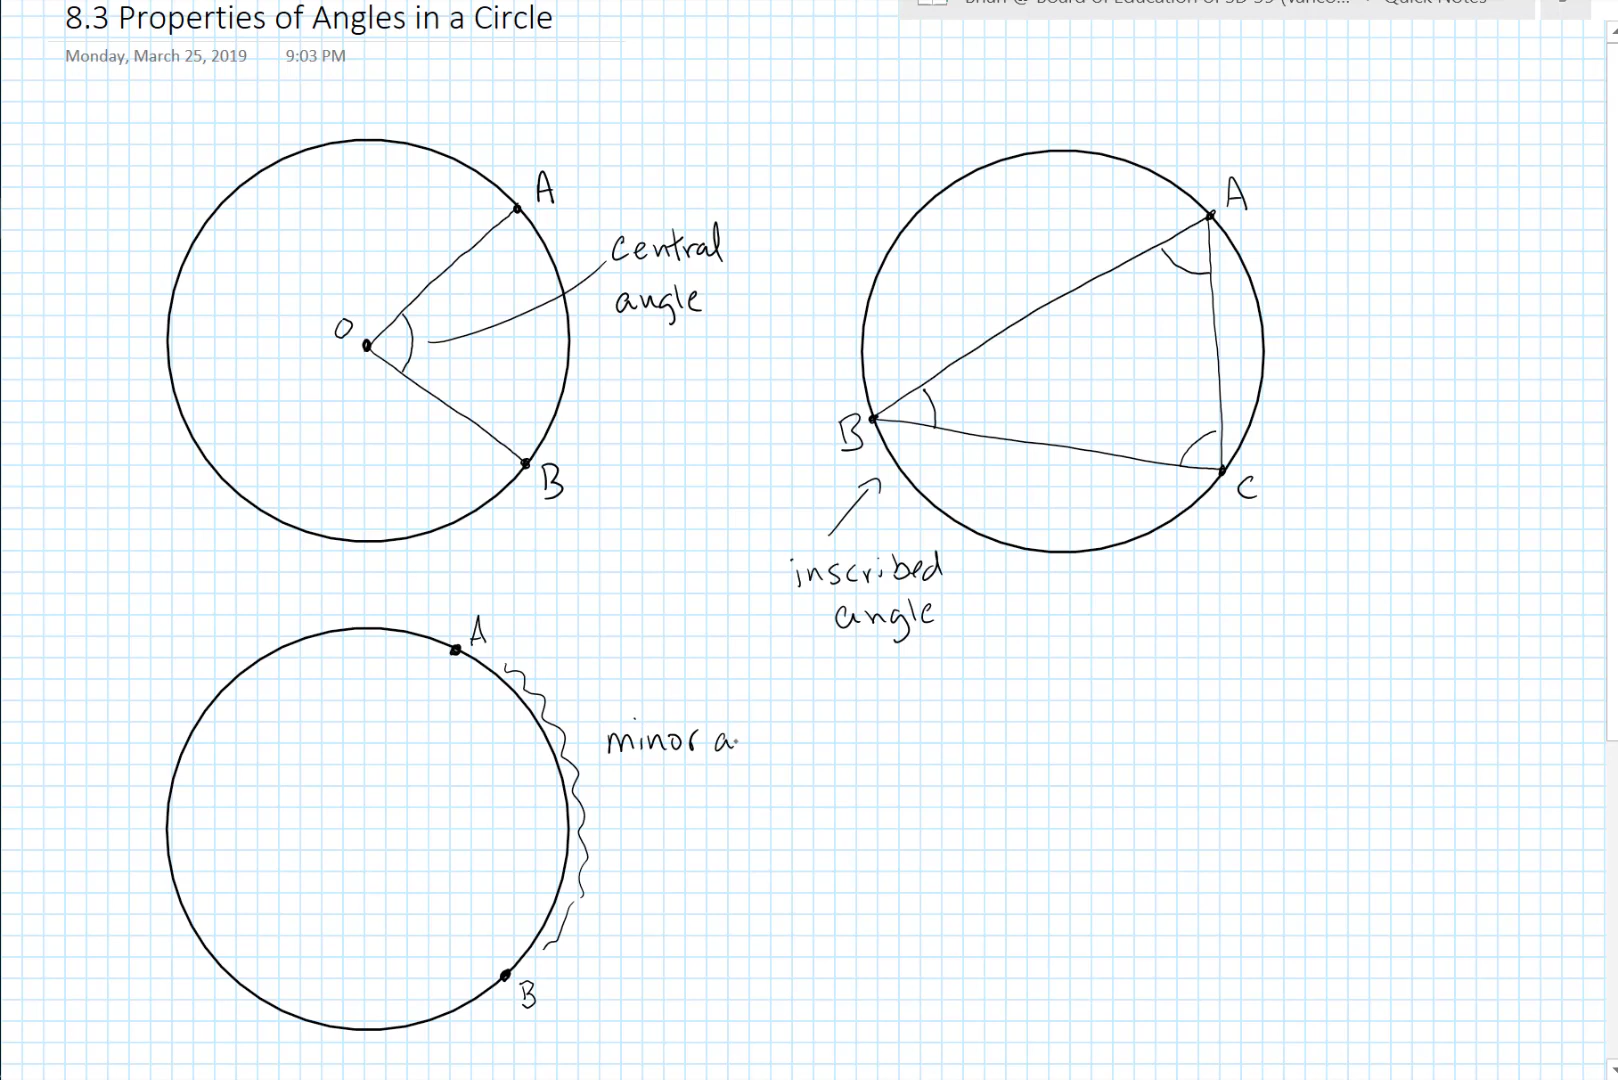 8.3 Properties of Angles in a Circle
Monday, March 25, 2019 9:03 PM
A
central
angle
O
B
A
B
C
inscribed
angle
A
minor a
B